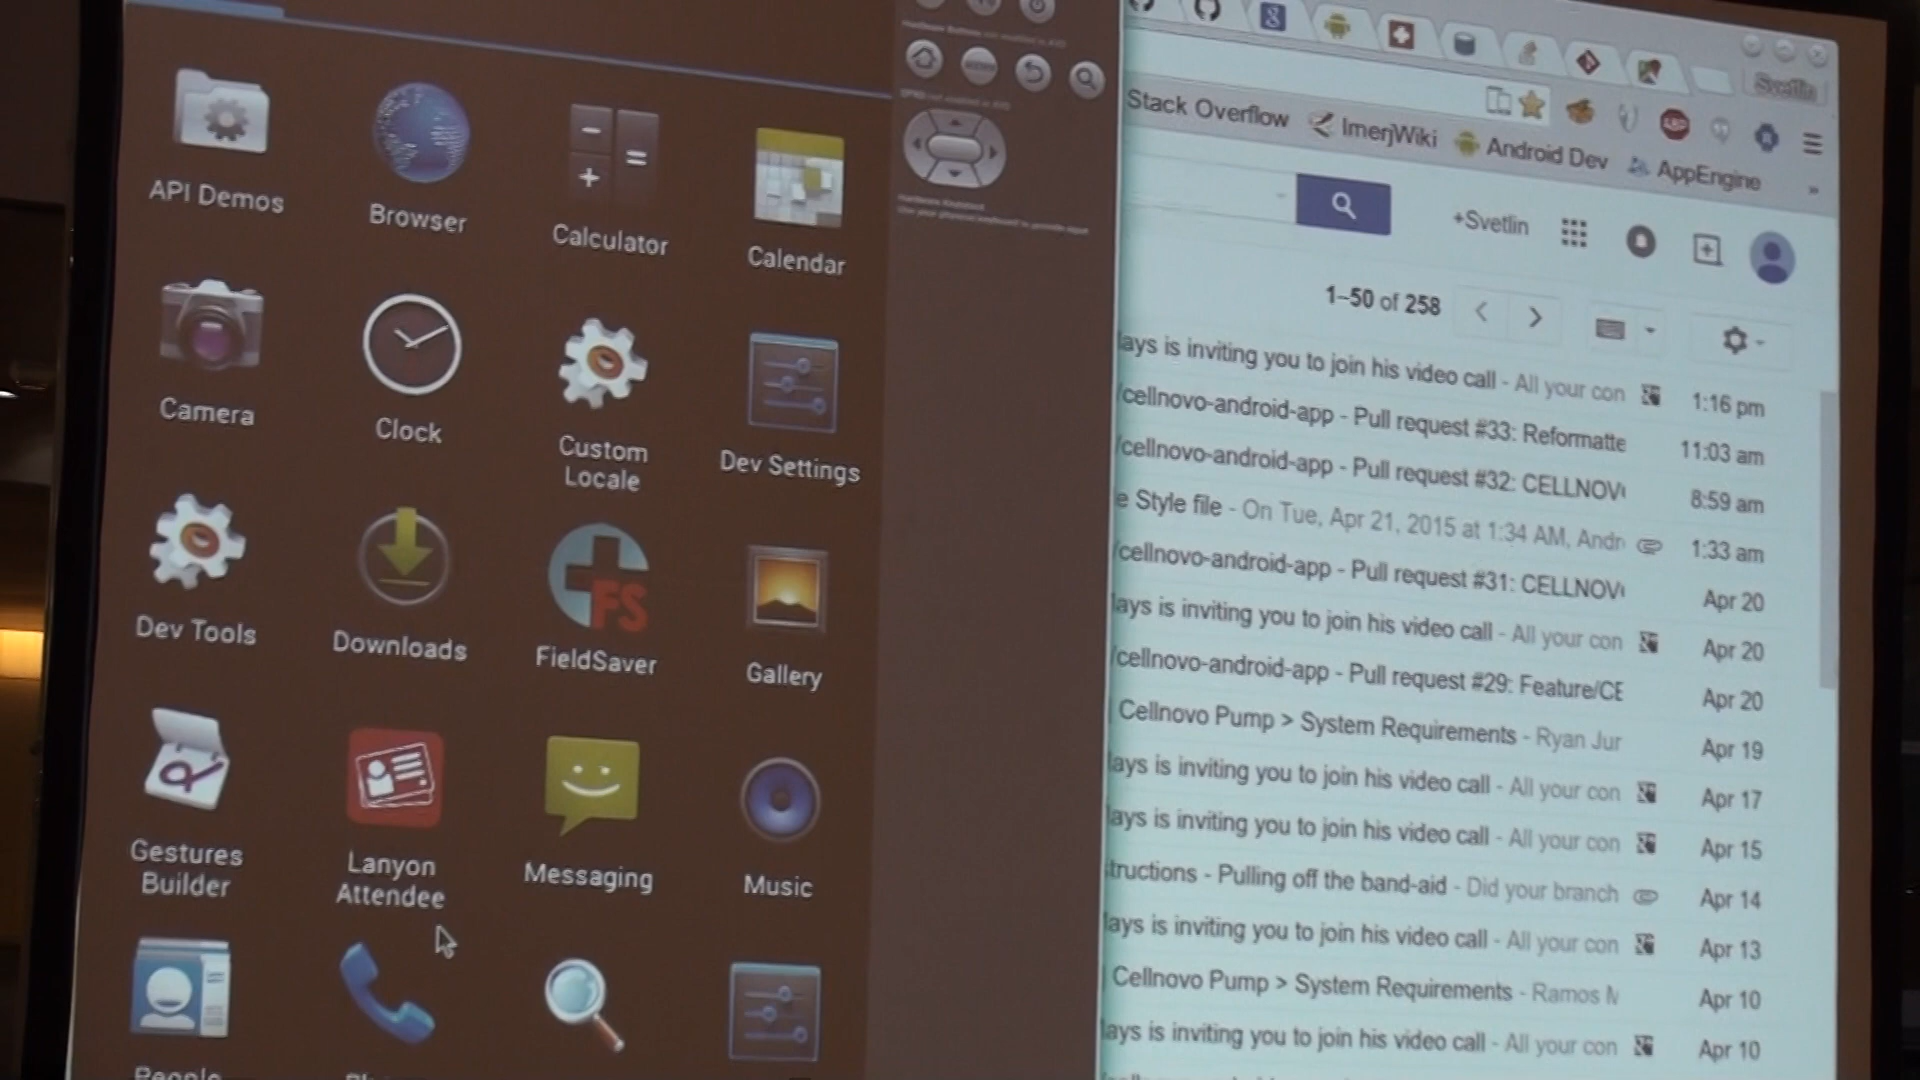 API Demos
Browser
Calculator
Calendar
Camera
Clock
Custom
Locale
Dev Settings
Dev Tools
Downloads
FS
FieldSaver
Gallery
Gestures
Builder
Lanyon
Attendee
Messaging
Music
People
Svetlin
Stack Overflow
ImerjWiki
Android Dev
AppEngine
»
+Svetlin
1–50 of 258
lays is inviting you to join his video call - All your con 1:16 pm
/cellnovo-android-app - Pull request #33: Reformatte 11:03 am
/cellnovo-android-app - Pull request #32: CELLNOV 8:59 am
e Style file - On Tue, Apr 21, 2015 at 1:34 AM, Andr 1:33 am
/cellnovo-android-app - Pull request #31: CELLNOV Apr 20
lays is inviting you to join his video call - All your con Apr 20
/cellnovo-android-app - Pull request #29: Feature/CE Apr 20
Cellnovo Pump > System Requirements - Ryan Jur Apr 19
lays is inviting you to join his video call - All your con Apr 17
lays is inviting you to join his video call - All your con Apr 15
tructions - Pulling off the band-aid - Did your branch Apr 14
lays is inviting you to join his video call - All your con Apr 13
Cellnovo Pump > System Requirements - Ramos M Apr 10
lays is inviting you to join his video call - All your con Apr 10